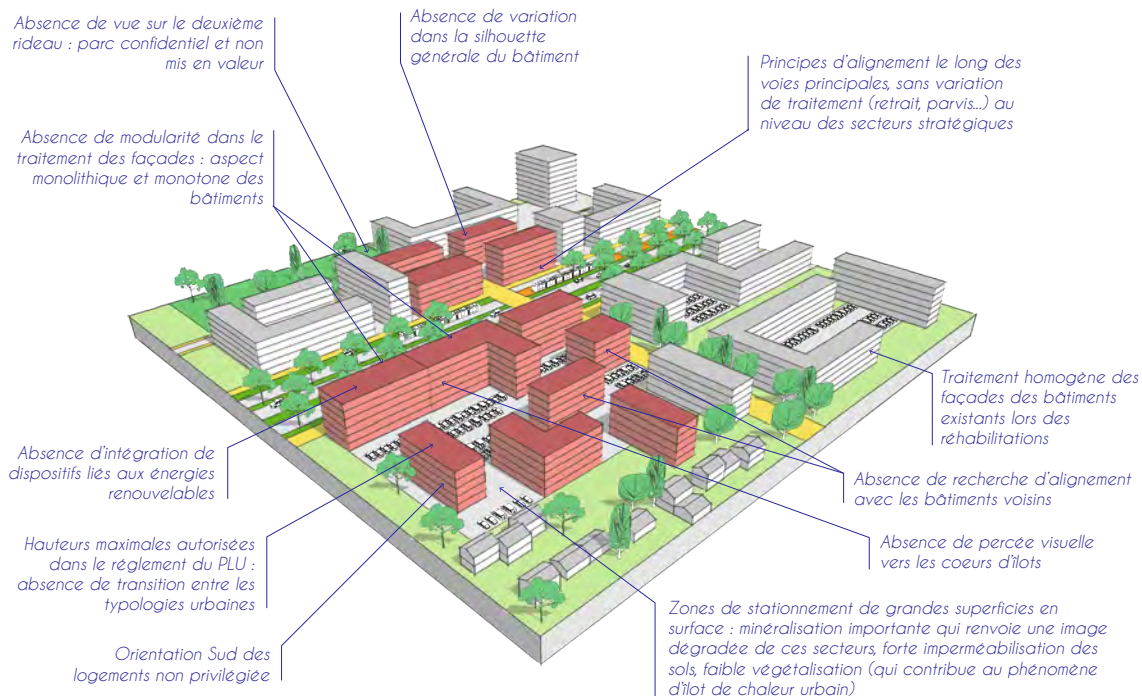 Absence de vue sur le deuxième
rideau : parc confidentiel et non
mis en valeur
Absence de variation
dans la silhouette
générale du bâtiment
Principes d'alignement le long des
voies principales, sans variation
de traitement (retrait, parvis...) au
niveau des secteurs stratégiques
Absence de modularité dans le
traitement des façades : aspect
monolithique et monotone des
bâtiments
Traitement homogène des
façades des bâtiments
existants lors des
réhabilitations
Absence d'intégration de
dispositifs liés aux énergies
renouvelables
Absence de recherche d'alignement
avec les bâtiments voisins
Hauteurs maximales autorisées
dans le réglement du PLU :
absence de transition entre les
typologies urbaines
Absence de percée visuelle
vers les coeurs d'îlots
Orientation Sud des
logements non privilégiée
Zones de stationnement de grandes superficies en
surface : minéralisation importante qui renvoie une image
dégradée de ces secteurs, forte imperméabilisation des
sols, faible végétalisation (qui contribue au phénomène
d'îlot de chaleur urbain)